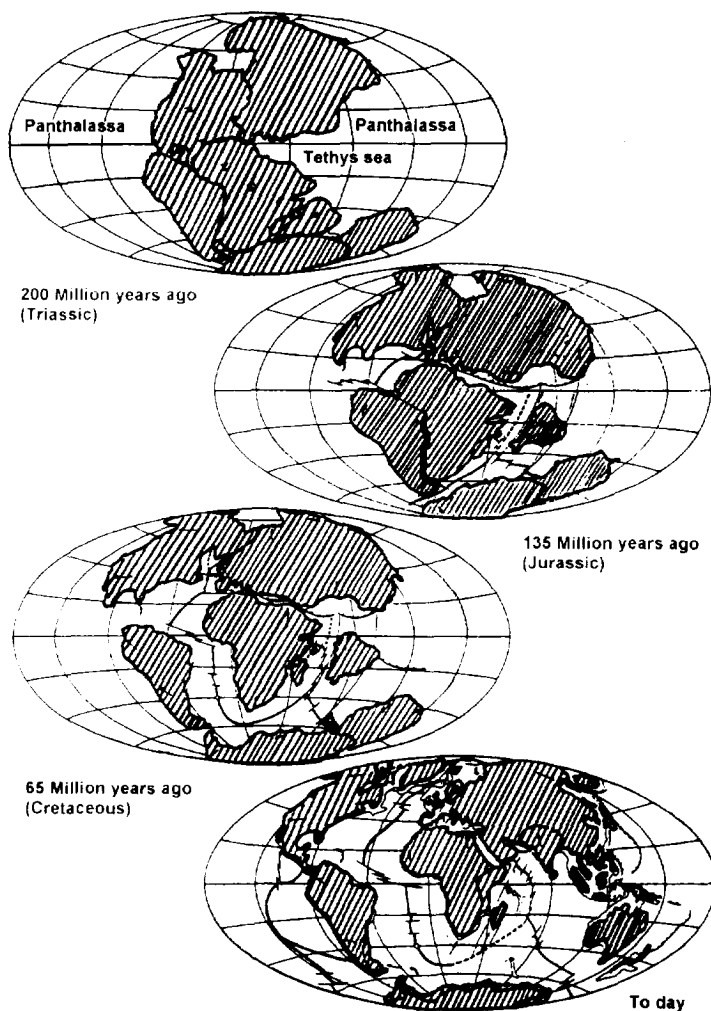 Panthalassa
Panthalassa
Tethys sea
200 Million years ago
(Triassic)
135 Million years ago
(Jurassic)
65 Million years ago
(Cretaceous)
To day